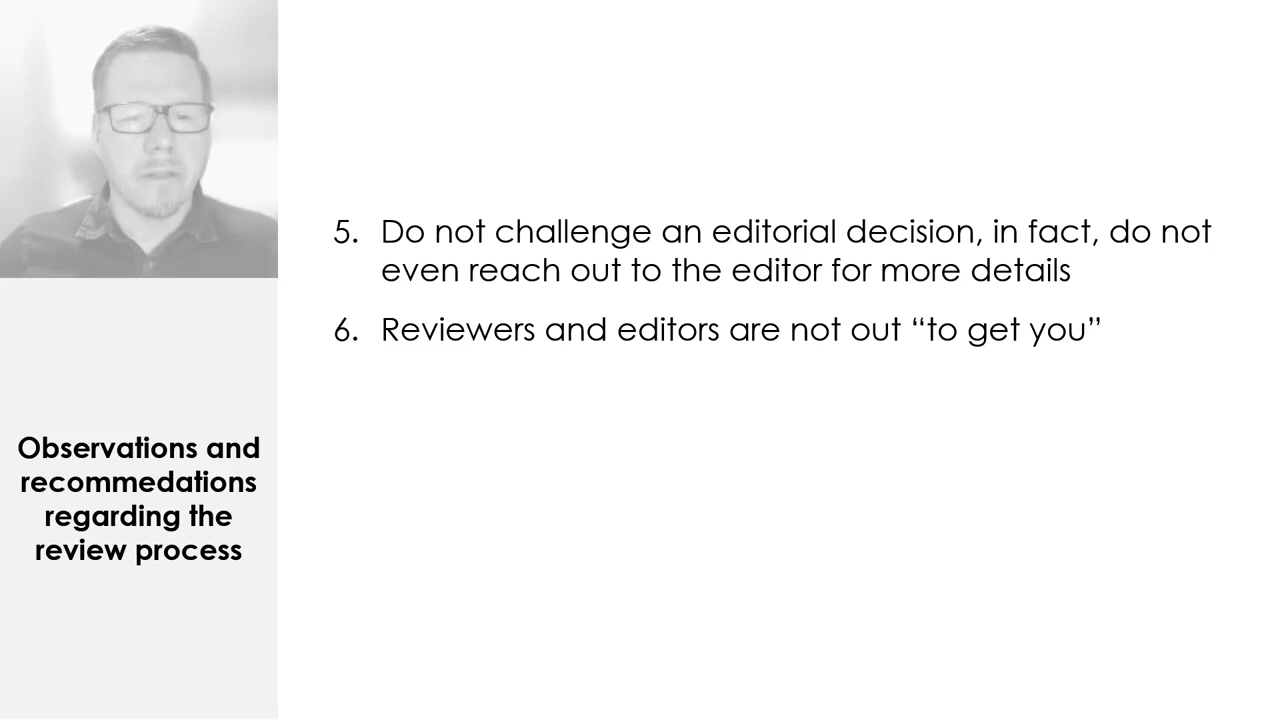 Observations and
recommedations
regarding the
review process
5. Do not challenge an editorial decision, in fact, do not
even reach out to the editor for more details
6. Reviewers and editors are not out “to get you”